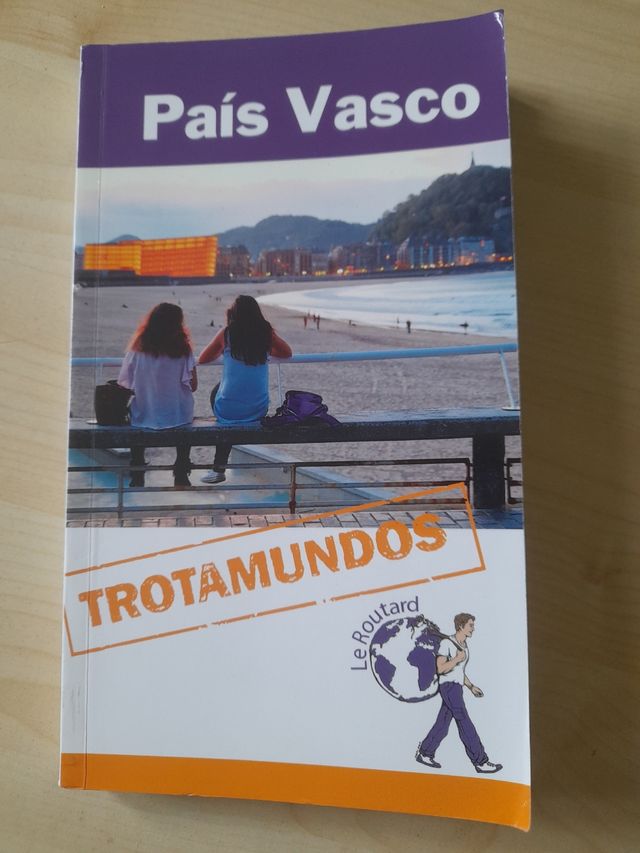 País Vasco
TROTAMUNDOS
Le Routard